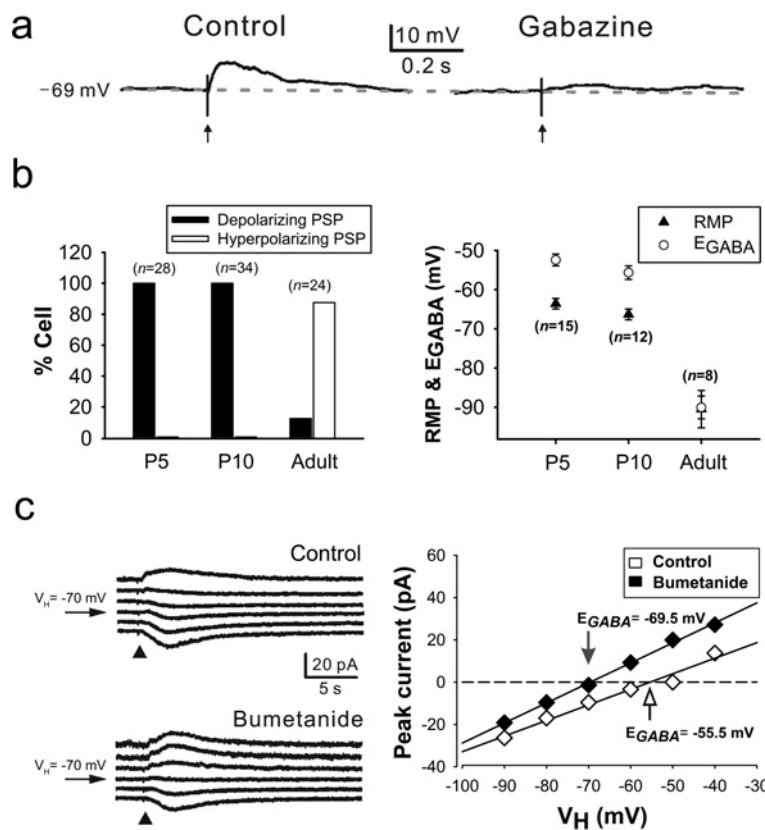 a
Control
10 mV
0.2 s
Gabazine
−69 mV
b
Depolarizing PSP
Hyperpolarizing PSP
% Cell
120
100
80
60
40
20
0
(n=28)
(n=34)
(n=24)
P5
P10
Adult
RMP
EGABA
RMP & EGABA (mV)
-50
-60
-70
-80
-90
(n=15)
(n=12)
(n=8)
P5
P10
Adult
c
Control
VH= -70 mV
20 pA
5 s
Bumetanide
VH= -70 mV
Control
Bumetanide
Peak current (pA)
60
40
20
0
-20
-40
EGABA= -69.5 mV
EGABA= -55.5 mV
-100 -90 -80 -70 -60 -50 -40 -30
VH (mV)